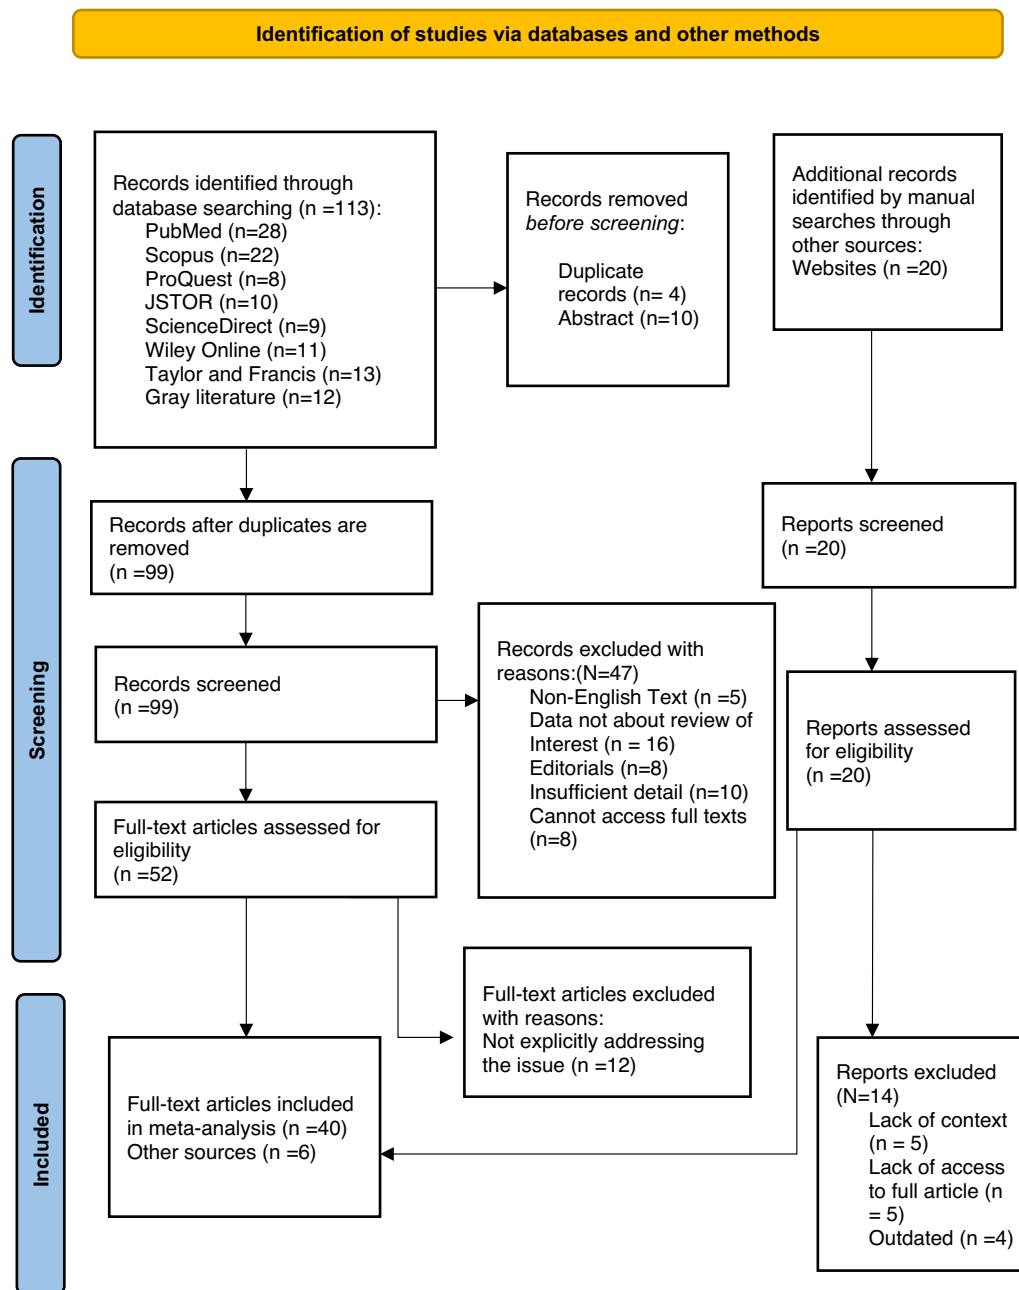 Identification of studies via databases and other methods
Identification
Records identified through
database searching (n =113):
PubMed (n=28)
Scopus (n=22)
ProQuest (n=8)
JSTOR (n=10)
ScienceDirect (n=9)
Wiley Online (n=11)
Taylor and Francis (n=13)
Gray literature (n=12)
Records removed
before screening:
Duplicate
records (n= 4)
Abstract (n=10)
Additional records
identified by manual
searches through
other sources:
Websites (n =20)
Screening
Records after duplicates are
removed
(n =99)
Reports screened
(n =20)
Records screened
(n =99)
Records excluded with
reasons:(N=47)
Non-English Text (n =5)
Data not about review of
Interest (n = 16)
Editorials (n=8)
Insufficient detail (n=10)
Cannot access full texts
(n=8)
Reports assessed
for eligibility
(n =20)
Full-text articles assessed for
eligibility
(n =52)
Full-text articles excluded
with reasons:
Not explicitly addressing
the issue (n =12)
Included
Full-text articles included
in meta-analysis (n =40)
Other sources (n =6)
Reports excluded
(N=14)
Lack of context
(n = 5)
Lack of access
to full article (n
= 5)
Outdated (n =4)